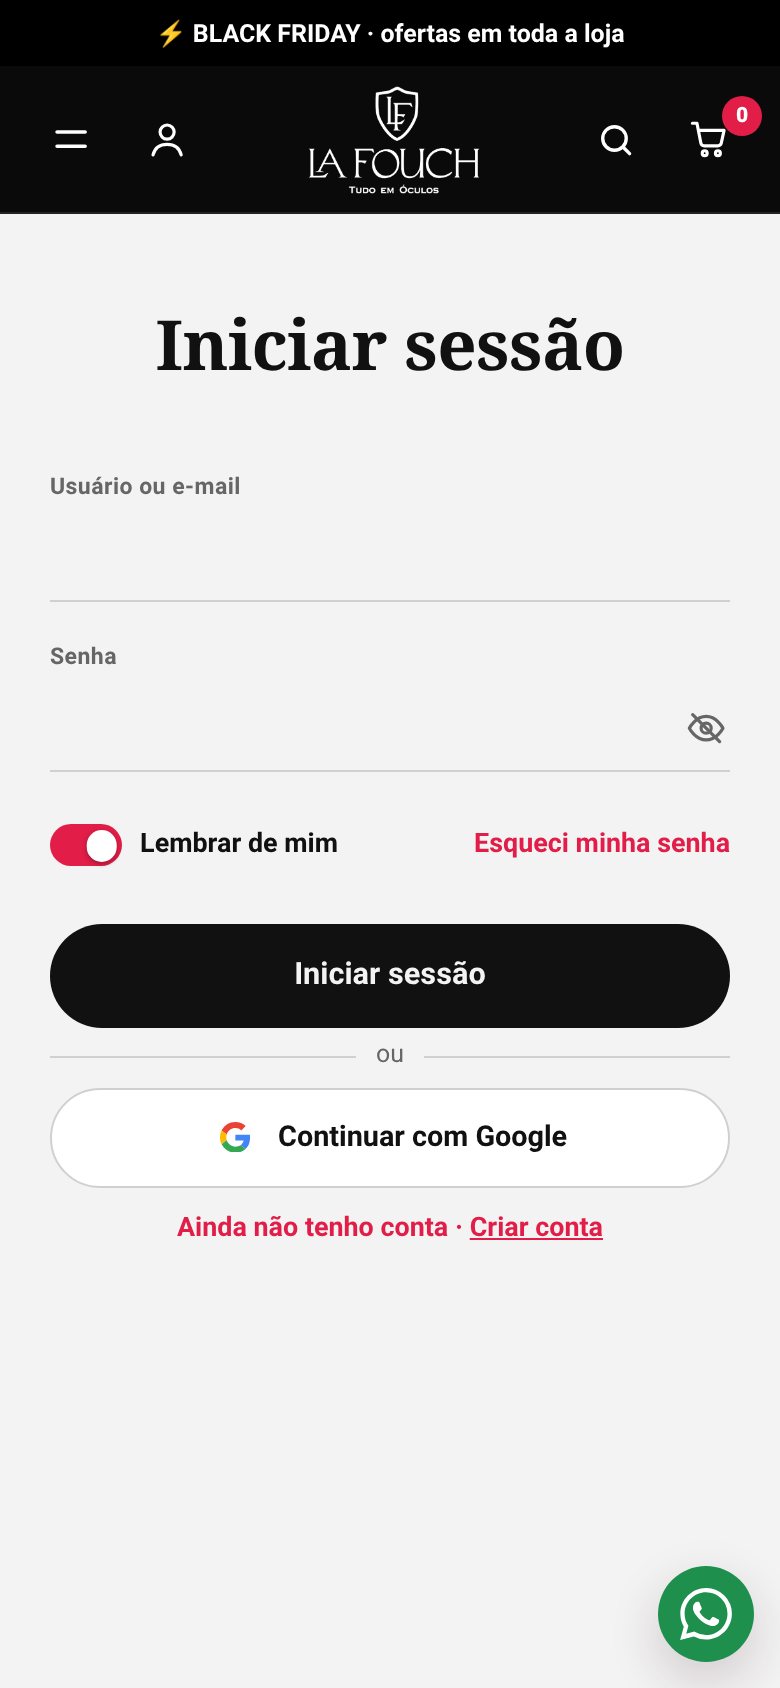 ⚡ BLACK FRIDAY · ofertas em toda a loja
0
LF
LA FOUCH
TUDO EM ÓCULOS
Iniciar sessão
Usuário ou e-mail
Senha
Lembrar de mim
Esqueci minha senha
Iniciar sessão
ou
Continuar com Google
Ainda não tenho conta · Criar conta